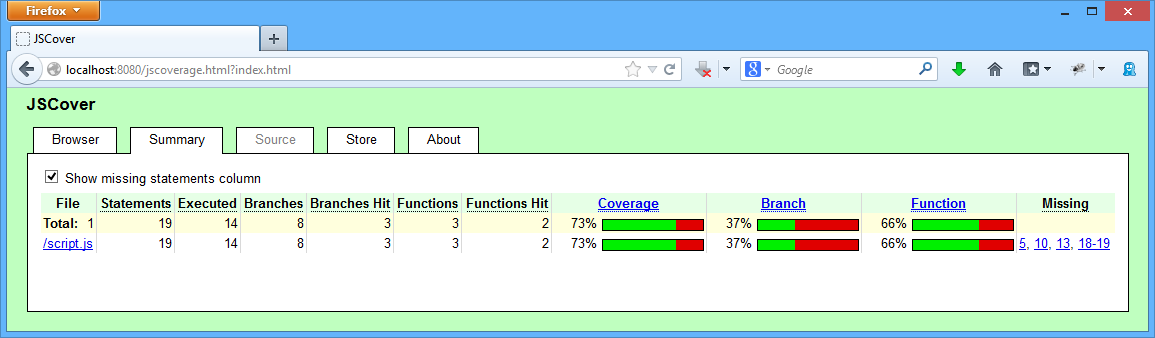 Firefox
JSCover
localhost:8080/jscoverage.html?index.html
Google
JSCover
Browser Summary Source Store About
Show missing statements column
File Statements Executed Branches Branches Hit Functions Functions Hit Coverage Branch Function Missing
Total: 1 19 14 8 3 3 2 73% 37% 66%
/script.js 19 14 8 3 3 2 73% 37% 66% 5, 10, 13, 18-19